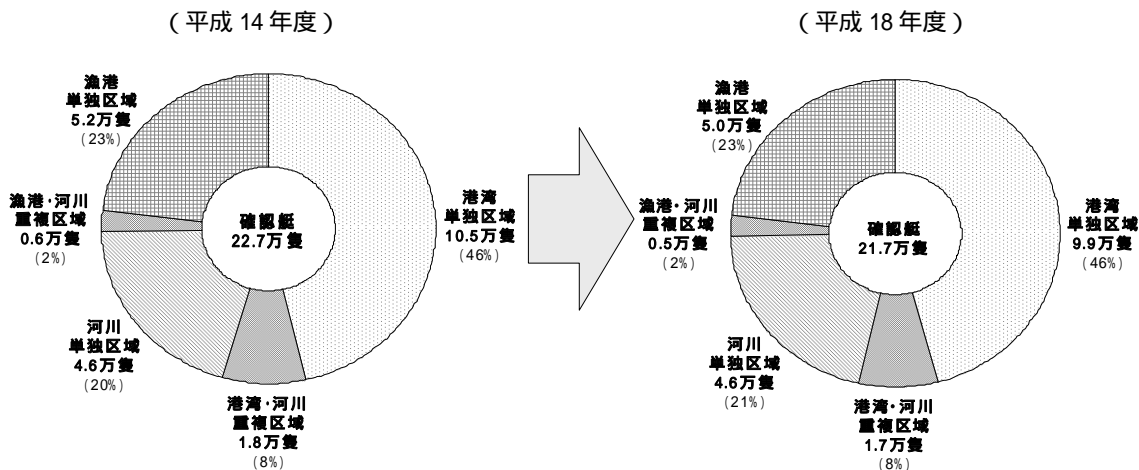 (平成 14 年度)
漁港
単独区域
5.2万隻
(23%)
漁港・河川
重複区域
0.6万隻
(2%)
河川
単独区域
4.6万隻
(20%)
港湾・河川
重複区域
1.8万隻
(8%)
港湾
単独区域
10.5万隻
(46%)
確認艇
22.7万隻
(平成 18 年度)
漁港
単独区域
5.0万隻
(23%)
漁港・河川
重複区域
0.5万隻
(2%)
河川
単独区域
4.6万隻
(21%)
港湾・河川
重複区域
1.7万隻
(8%)
港湾
単独区域
9.9万隻
(46%)
確認艇
21.7万隻